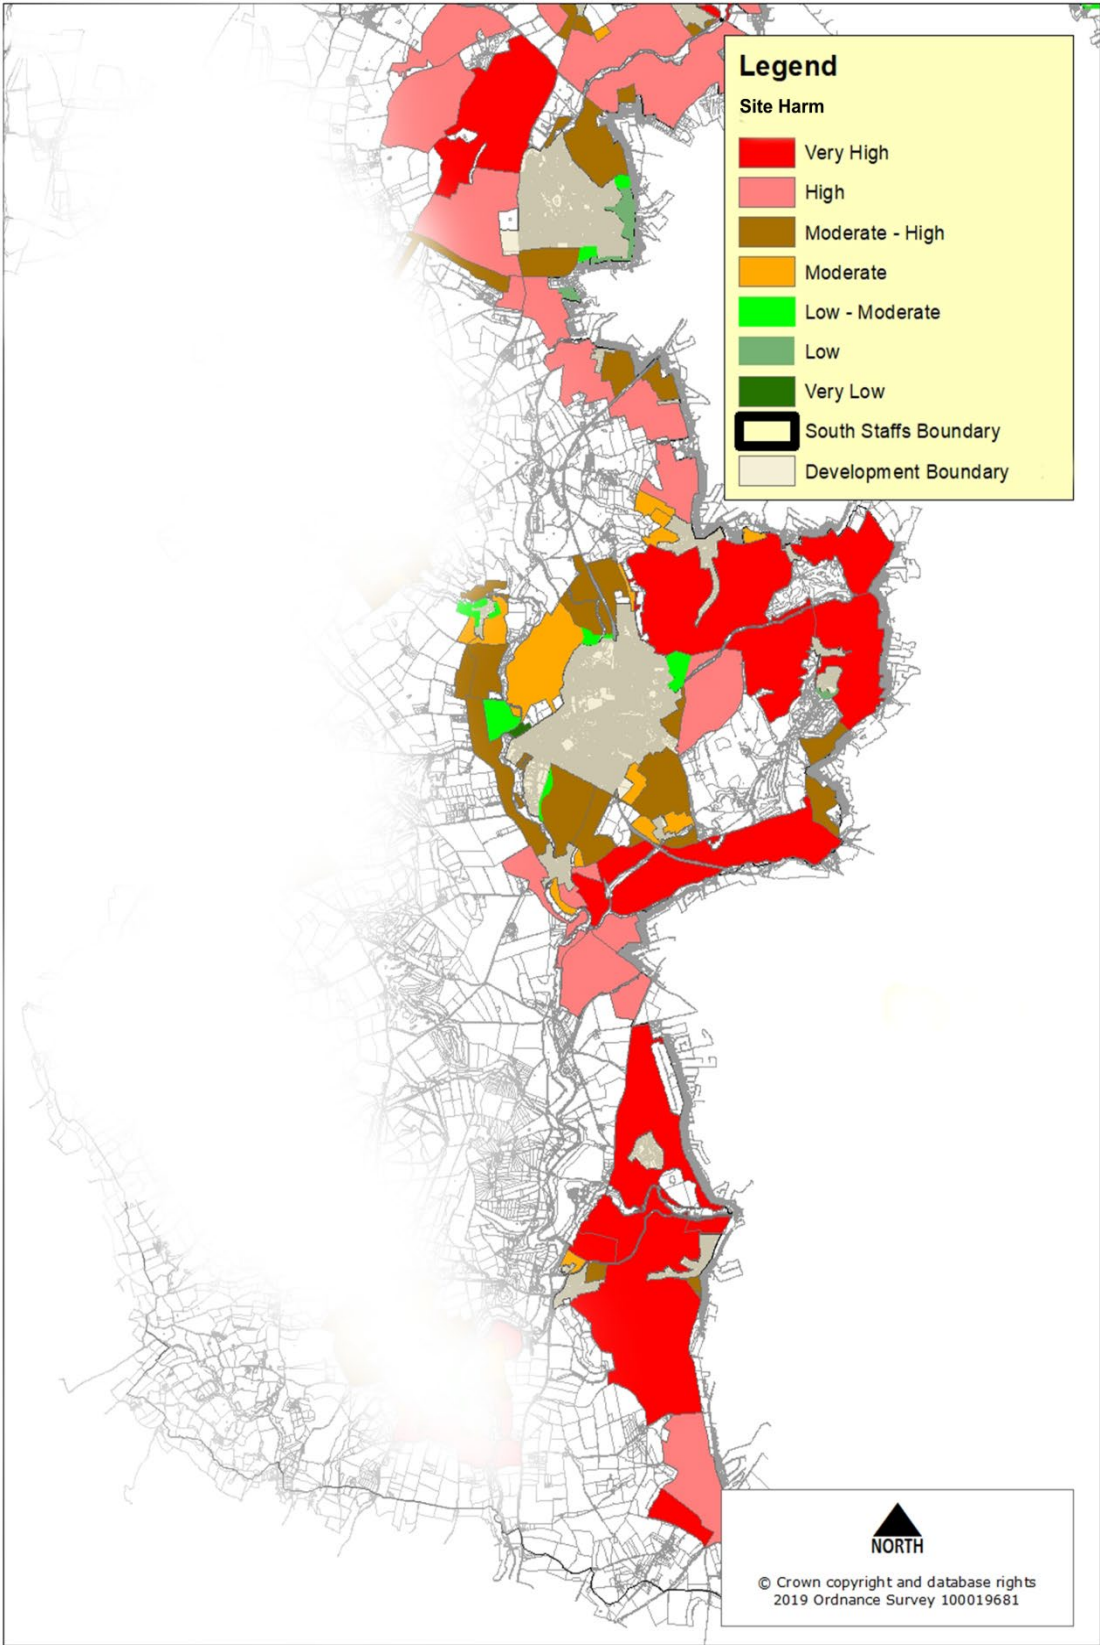 Legend
Site Harm
Very High
High
Moderate - High
Moderate
Low - Moderate
Low
Very Low
South Staffs Boundary
Development Boundary
NORTH
© Crown copyright and database rights
2019 Ordnance Survey 100019681